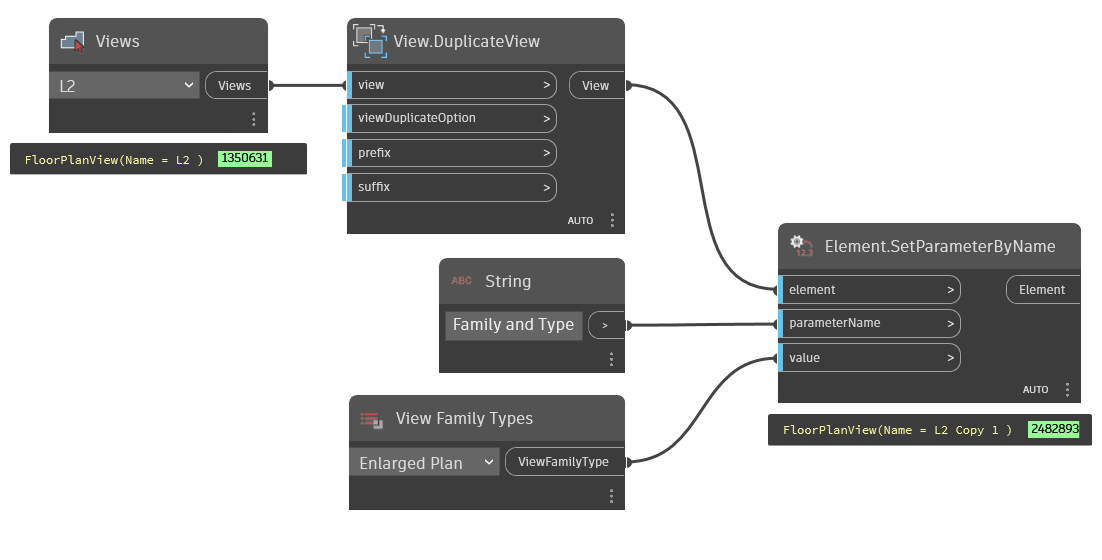 Views
L2
Views
FloorPlanView(Name = L2 ) 1350631
View.DuplicateView
view >
View
viewDuplicateOption >
prefix >
suffix >
AUTO
ABC
String
Family and Type
>
View Family Types
Enlarged Plan
ViewFamilyType
12.3
Element.SetParameterByName
element >
Element
parameterName >
value >
AUTO
FloorPlanView(Name = L2 Copy 1 ) 2482893